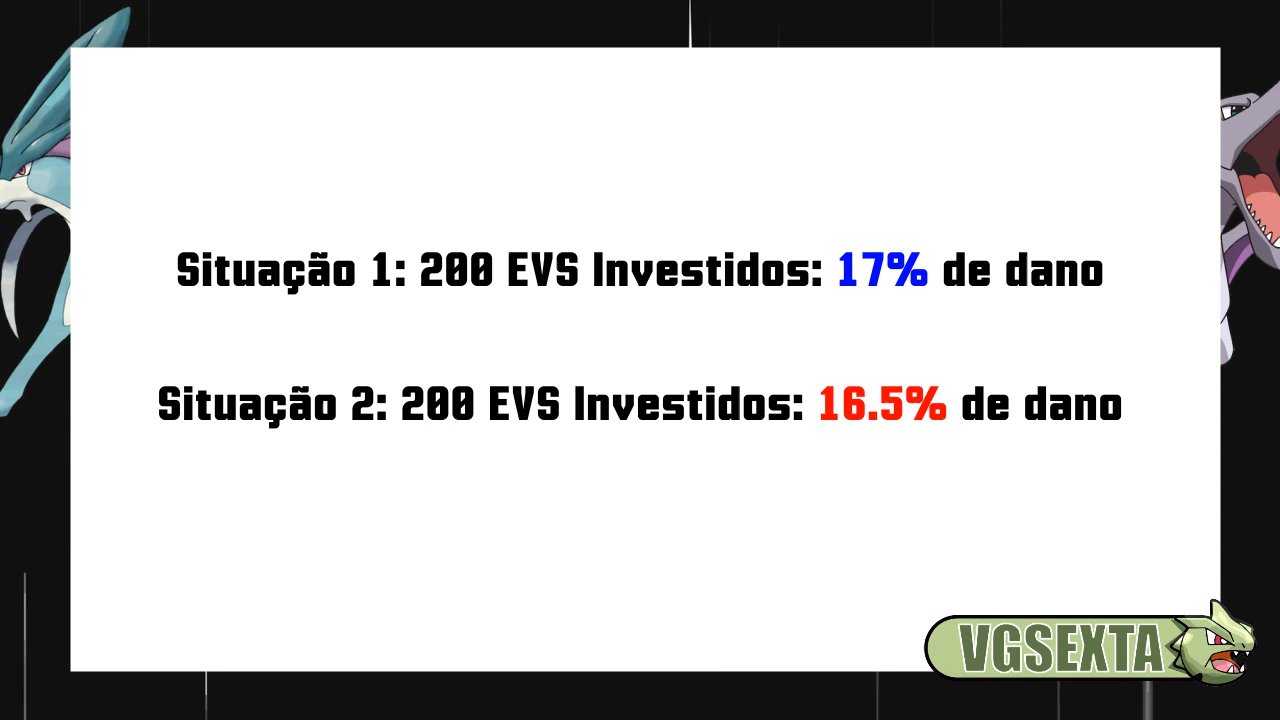 Situação 1: 200 EVS Investidos: 17% de dano
Situação 2: 200 EVS Investidos: 16.5% de dano
VGSEXTA